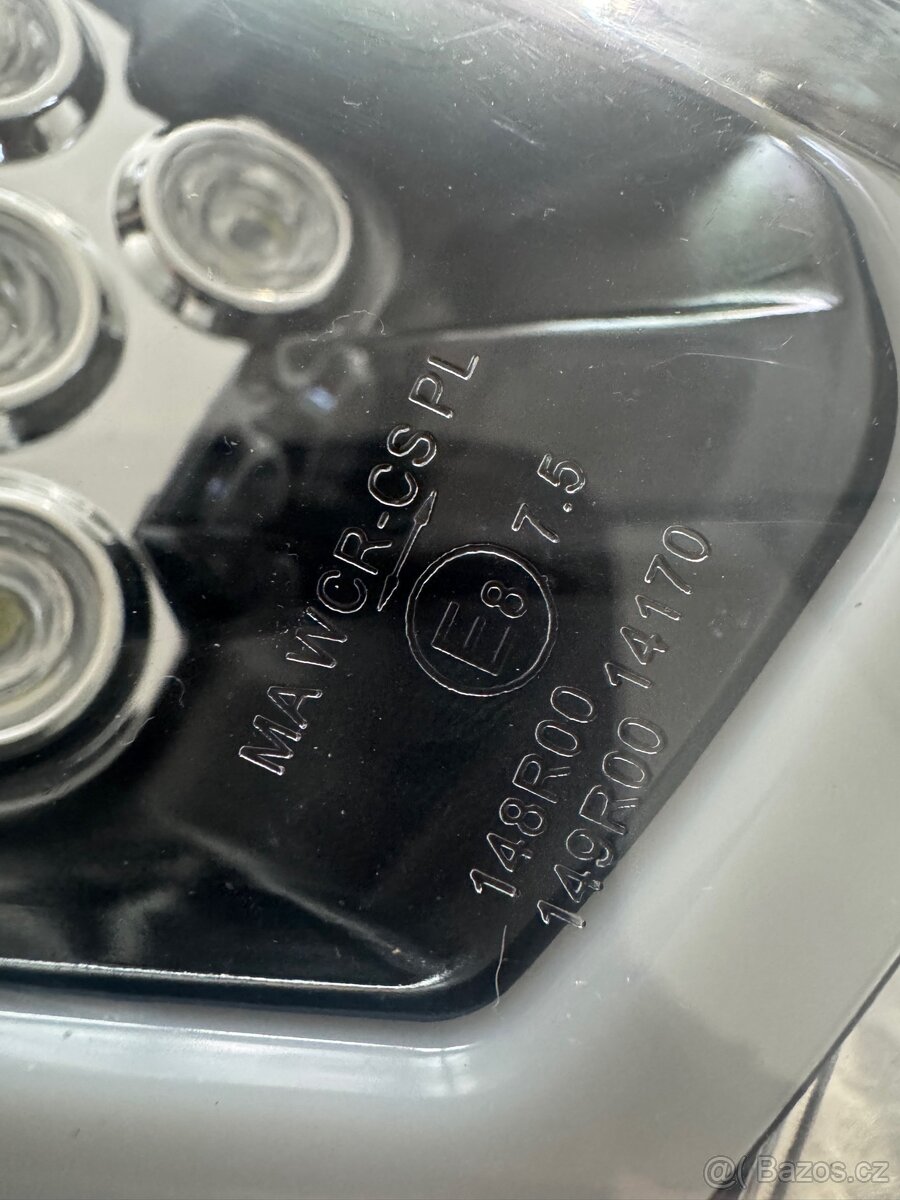 MA WCR-CS PL
E8 7.5
148R00
149R00 14170
@( Bazos.cz